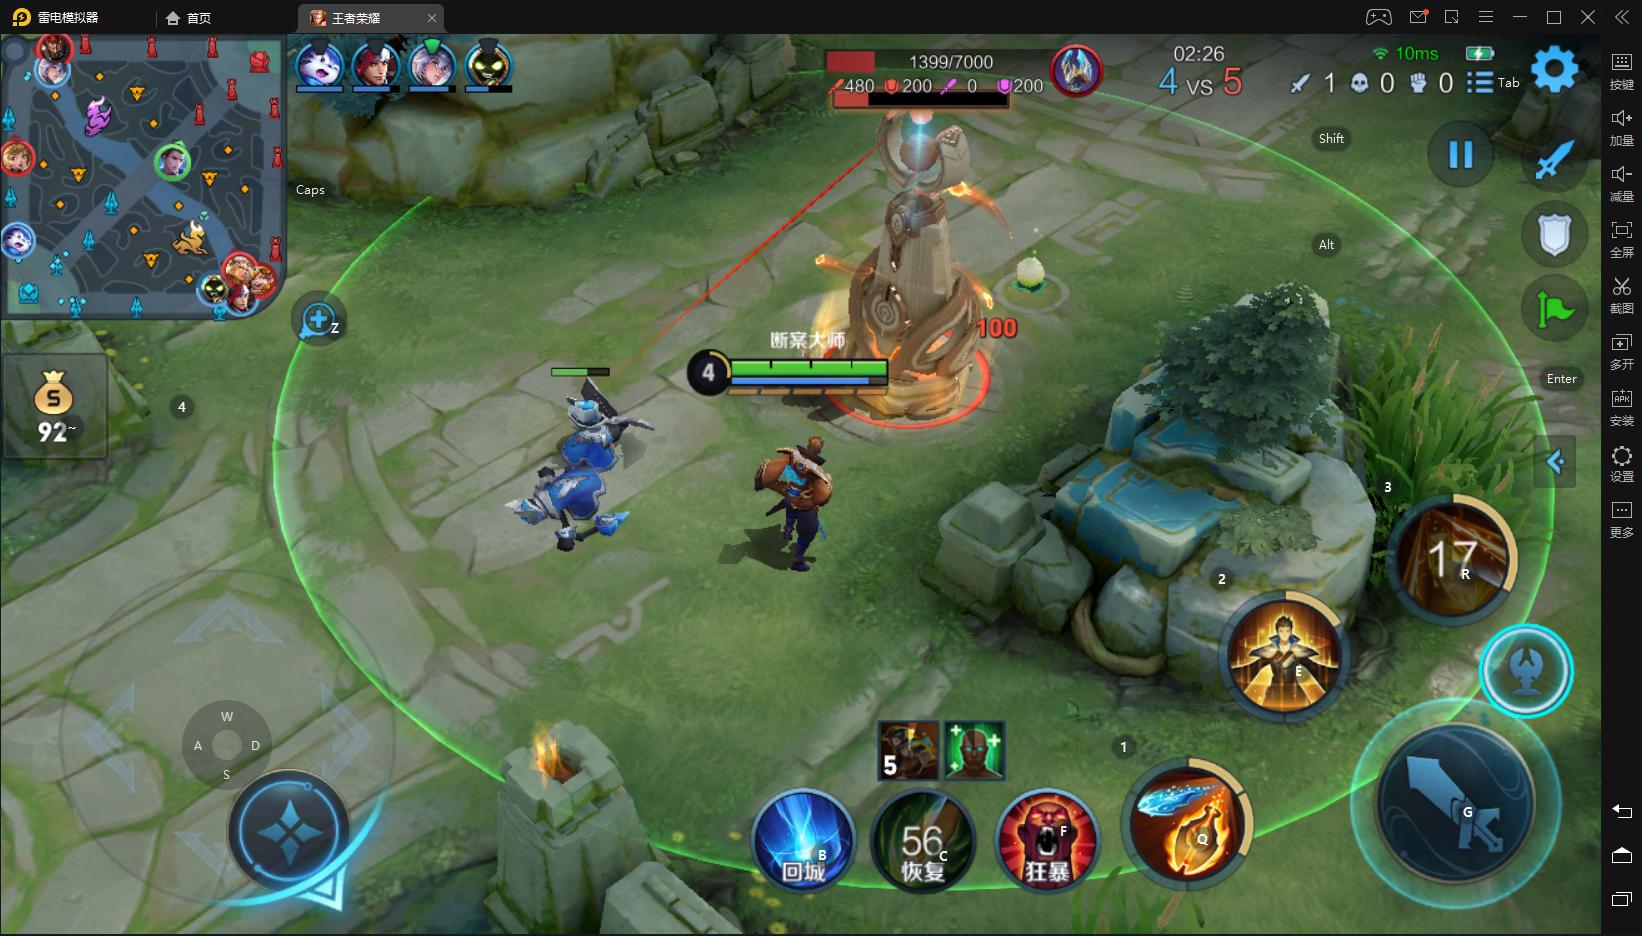 雷电模拟器
首页
王者荣耀
1399/7000
480 200 0 200
02:26
4 vs 5
10ms
1 0 0
Tab
Shift
Caps
Alt
Z
92~
4
断案大师
4
100
Enter
3
2
17
R
E
W
A D
S
5
1
B
回城
56
C
恢复
F
狂暴
Q
G
按键
加量
减量
全屏
截图
多开
APK
安装
设置
更多